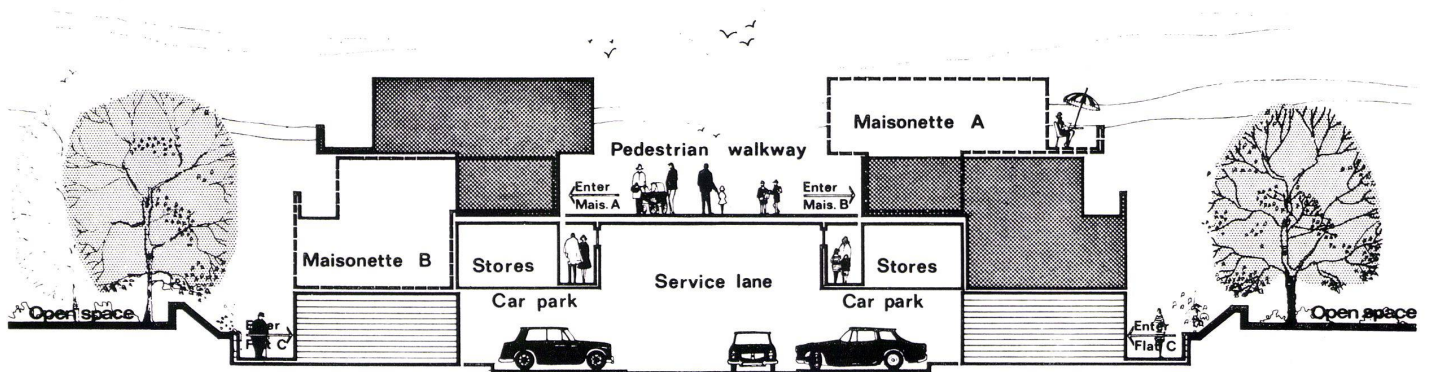 Maisonette A
Pedestrian walkway
Enter
Mais. A
Enter
Mais. B
Maisonette B
Stores
Service lane
Stores
Car park
Car park
Open space
Open space
Enter
Flat C
Enter
Flat C